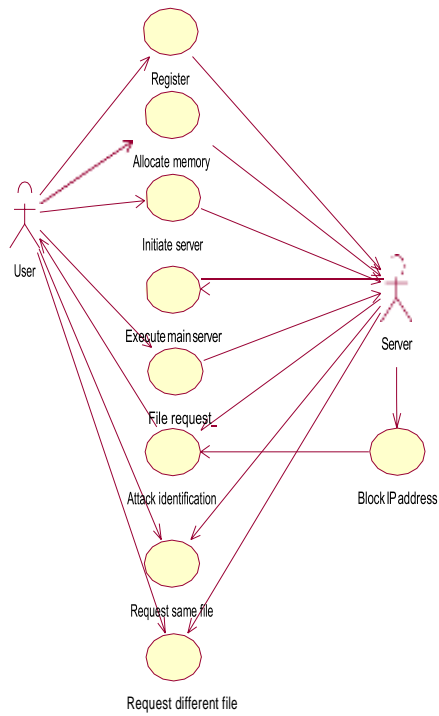 Register
Allocate memory
Initiate server
User
Execute main server
Server
File request_
Attack identification
Block IP address
Request same file
Request different file